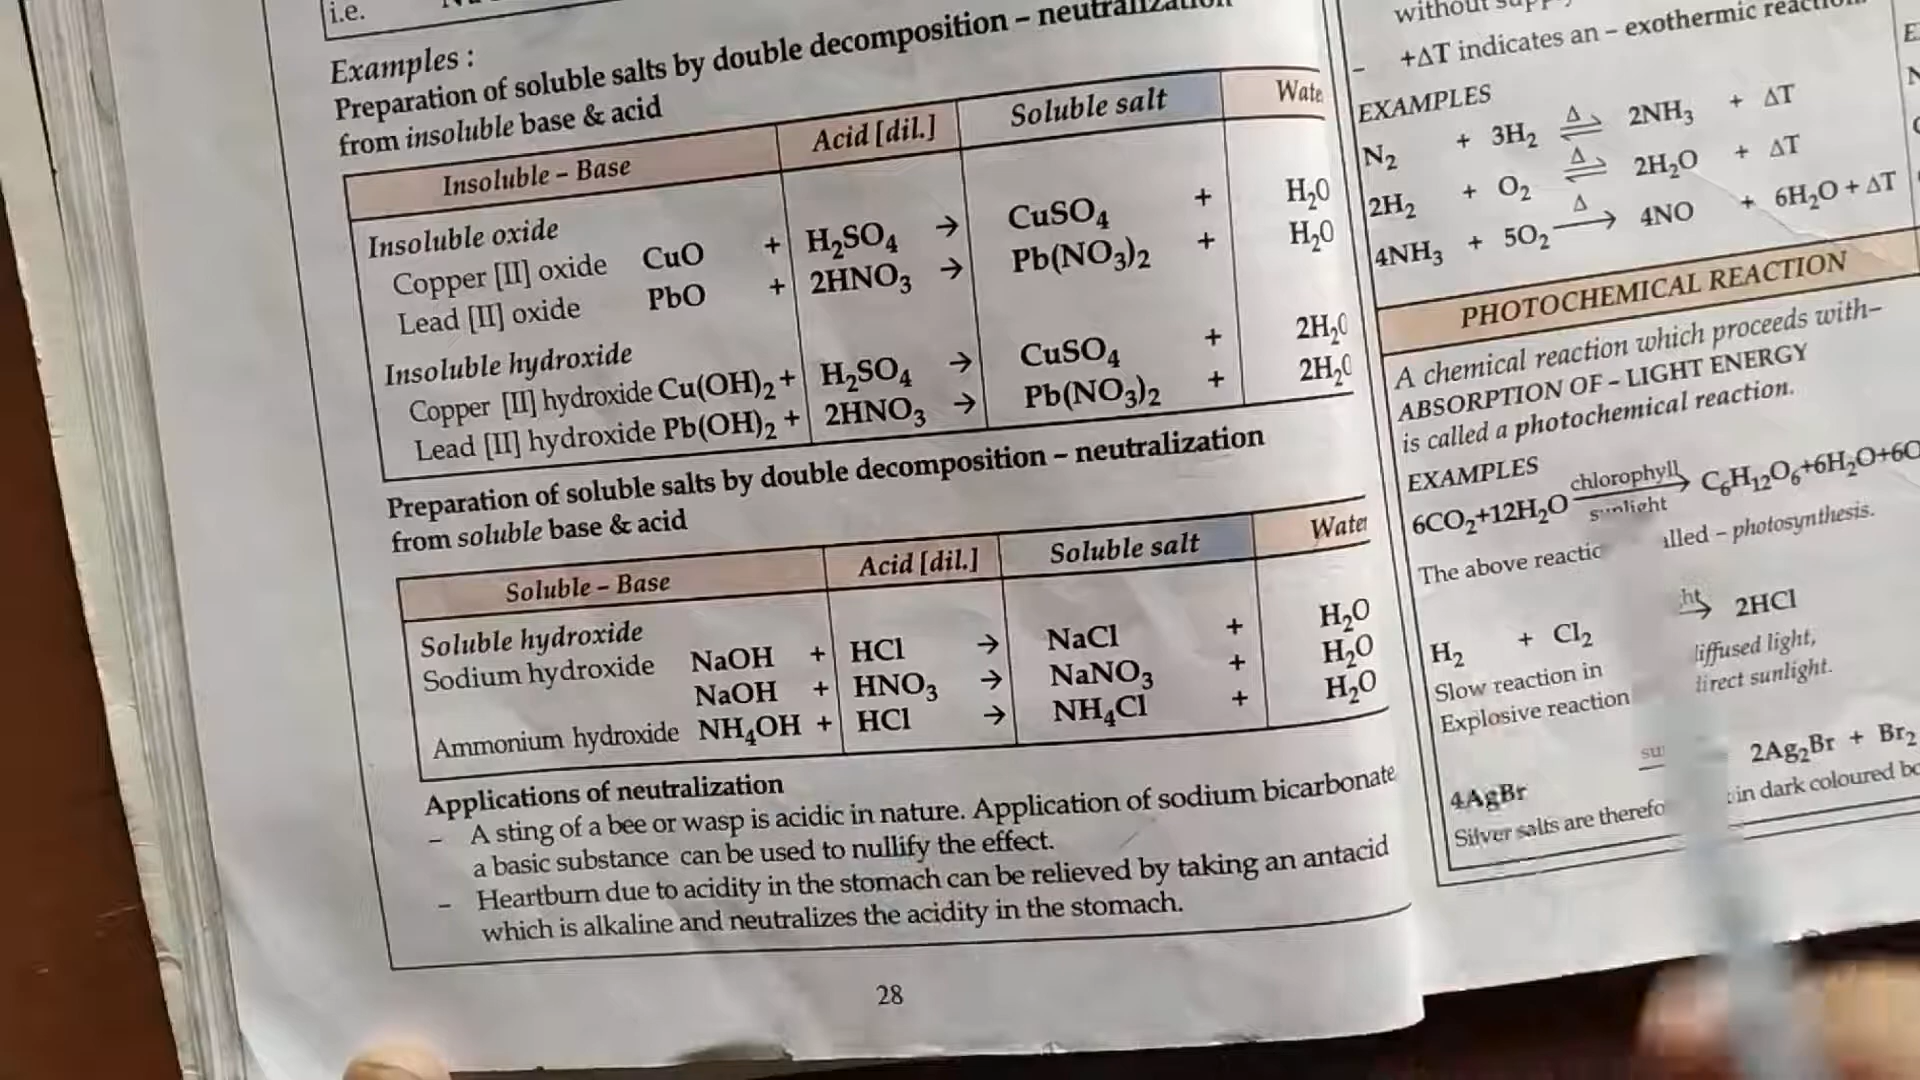 i.e.
Examples :
Preparation of soluble salts by double decomposition – neutralization
from insoluble base & acid
Insoluble – Base Acid [dil.] Soluble salt Wate
Insoluble oxide
Copper [II] oxide CuO + H₂SO₄ → CuSO₄ + H₂O
Lead [II] oxide PbO + 2HNO₃ → Pb(NO₃)₂ + H₂O
Insoluble hydroxide
Copper [II] hydroxide Cu(OH)₂ + H₂SO₄ → CuSO₄ + 2H₂O
Lead [II] hydroxide Pb(OH)₂ + 2HNO₃ → Pb(NO₃)₂ + 2H₂O
Preparation of soluble salts by double decomposition – neutralization
from soluble base & acid
Soluble – Base Acid [dil.] Soluble salt Water
Soluble hydroxide
Sodium hydroxide NaOH + HCl → NaCl + H₂O
NaOH + HNO₃ → NaNO₃ + H₂O
Ammonium hydroxide NH₄OH + HCl → NH₄Cl + H₂O
Applications of neutralization
– A sting of a bee or wasp is acidic in nature. Application of sodium bicarbonate
a basic substance can be used to nullify the effect.
– Heartburn due to acidity in the stomach can be relieved by taking an antacid
which is alkaline and neutralizes the acidity in the stomach.
28
without
– +ΔT indicates an – exothermic reaction.
EXAMPLES
N₂ + 3H₂ ⇌ Δ 2NH₃ + ΔT
2H₂ + O₂ ⇌ Δ 2H₂O + ΔT
4NH₃ + 5O₂ → Δ 4NO + 6H₂O + ΔT
PHOTOCHEMICAL REACTION
A chemical reaction which proceeds with–
ABSORPTION OF – LIGHT ENERGY
is called a photochemical reaction.
EXAMPLES
6CO₂+12H₂O chlorophyll → sunlight C₆H₁₂O₆+6H₂O+6O
The above – photosynthesis.
H₂ + Cl₂ → 2HCl
Slow reaction in light,
Explosive reaction sunlight.
4AgBr 2Ag₂Br + Br₂
Silver salts are in dark coloured